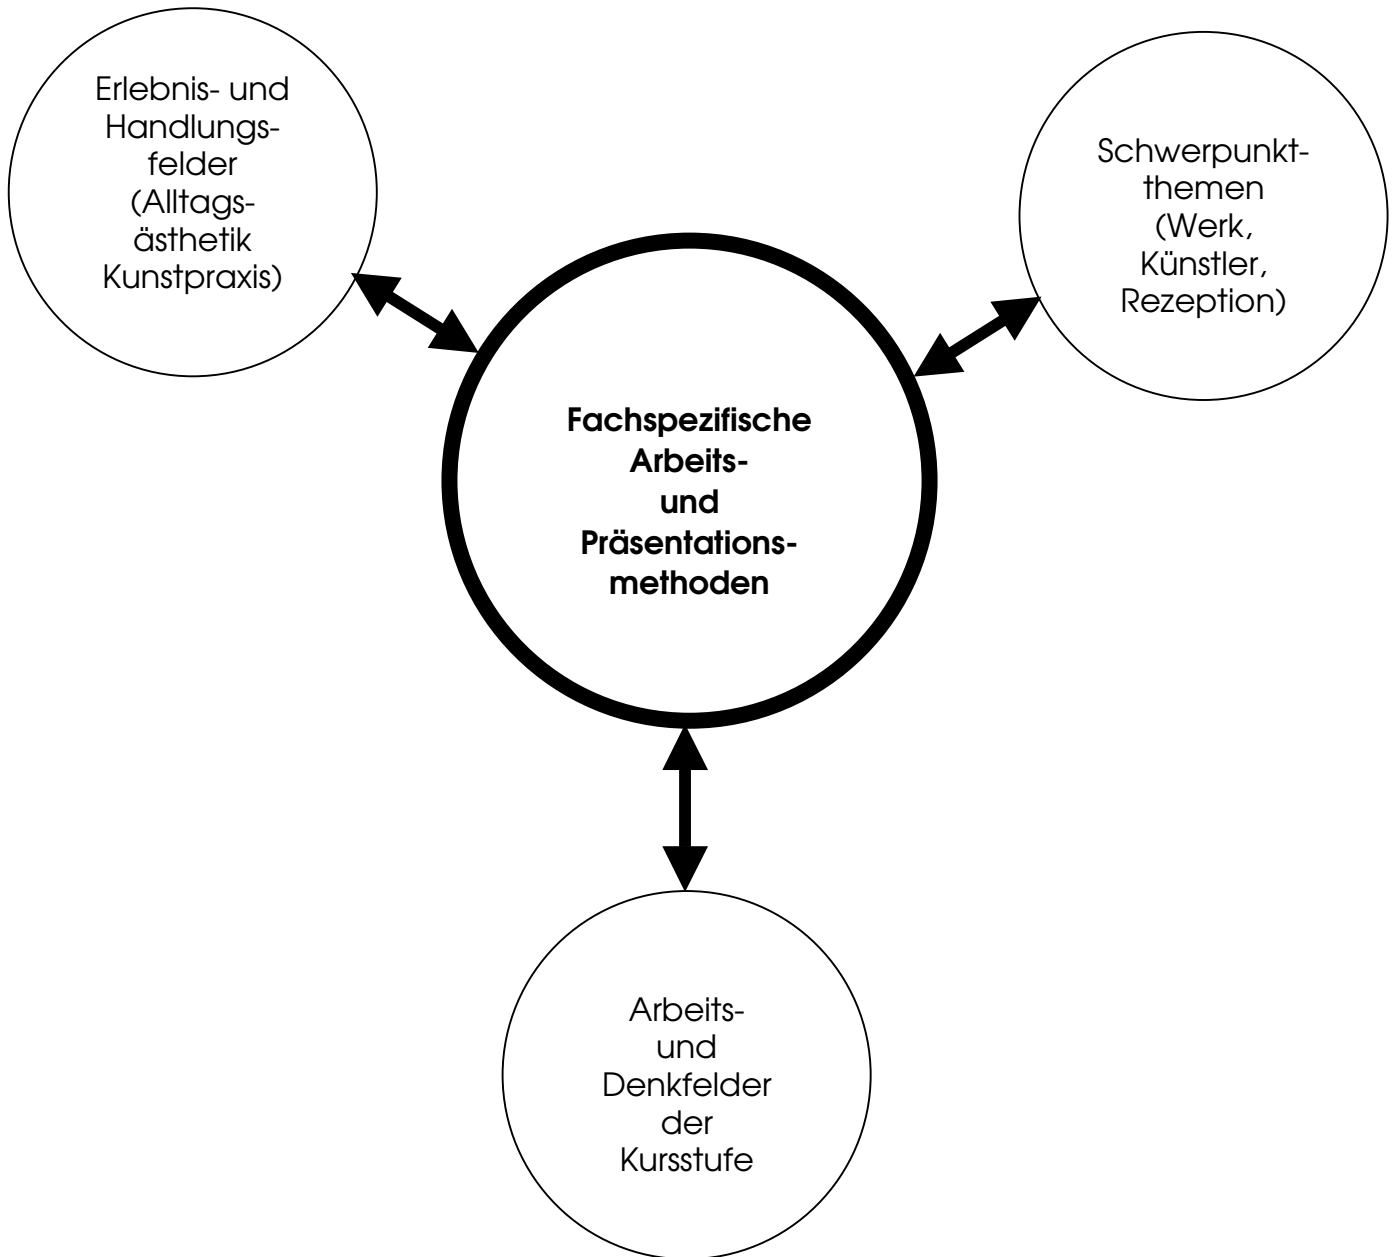 Erlebnis- und
Handlungs-
felder
(Alltags-
ästhetik
Kunstpraxis)
Schwerpunkt-
themen
(Werk,
Künstler,
Rezeption)
Fachspezifische
Arbeits-
und
Präsentations-
methoden
Arbeits-
und
Denkfelder
der
Kursstufe